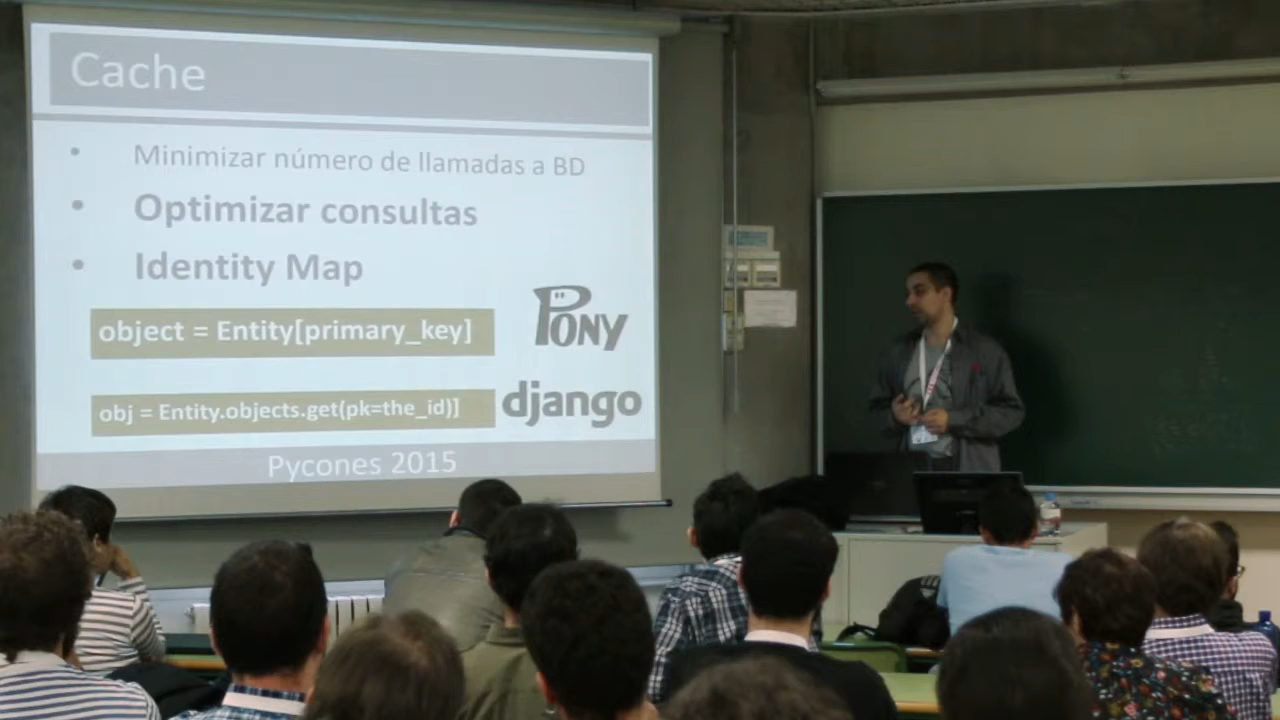 Cache
• Minimizar número de llamadas a BD
• Optimizar consultas
• Identity Map
object = Entity[primary_key]
PONY
obj = Entity.objects.get(pk=the_id)]
django
Pycones 2015